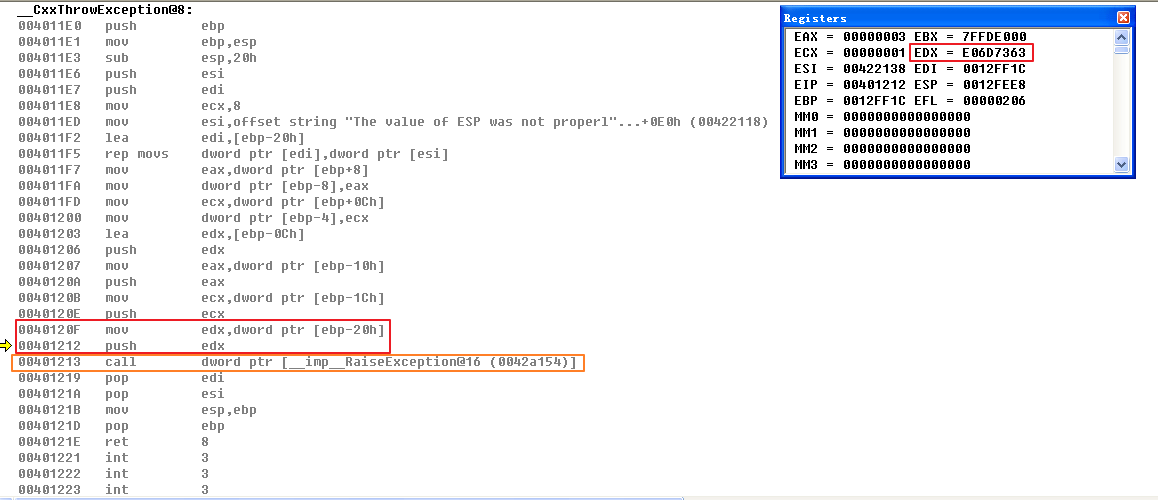 __CxxThrowException@8:
004011E0 push ebp
004011E1 mov ebp,esp
004011E3 sub esp,20h
004011E6 push esi
004011E7 push edi
004011E8 mov ecx,8
004011ED mov esi,offset string "The value of ESP was not properl"...+0E0h (00422118)
004011F2 lea edi,[ebp-20h]
004011F5 rep movs dword ptr [edi],dword ptr [esi]
004011F7 mov eax,dword ptr [ebp+8]
004011FA mov dword ptr [ebp-8],eax
004011FD mov ecx,dword ptr [ebp+0Ch]
00401200 mov dword ptr [ebp-4],ecx
00401203 lea edx,[ebp-0Ch]
00401206 push edx
00401207 mov eax,dword ptr [ebp-10h]
0040120A push eax
0040120B mov ecx,dword ptr [ebp-1Ch]
0040120E push ecx
0040120F mov edx,dword ptr [ebp-20h]
00401212 push edx
00401213 call dword ptr [__imp__RaiseException@16 (0042a154)]
00401219 pop edi
0040121A pop esi
0040121B mov esp,ebp
0040121D pop ebp
0040121E ret 8
00401221 int 3
00401222 int 3
00401223 int 3
Registers
EAX = 00000003 EBX = 7FFDE000
ECX = 00000001 EDX = E06D7363
ESI = 00422138 EDI = 0012FF1C
EIP = 00401212 ESP = 0012FEE8
EBP = 0012FF1C EFL = 00000206
MM0 = 0000000000000000
MM1 = 0000000000000000
MM2 = 0000000000000000
MM3 = 0000000000000000